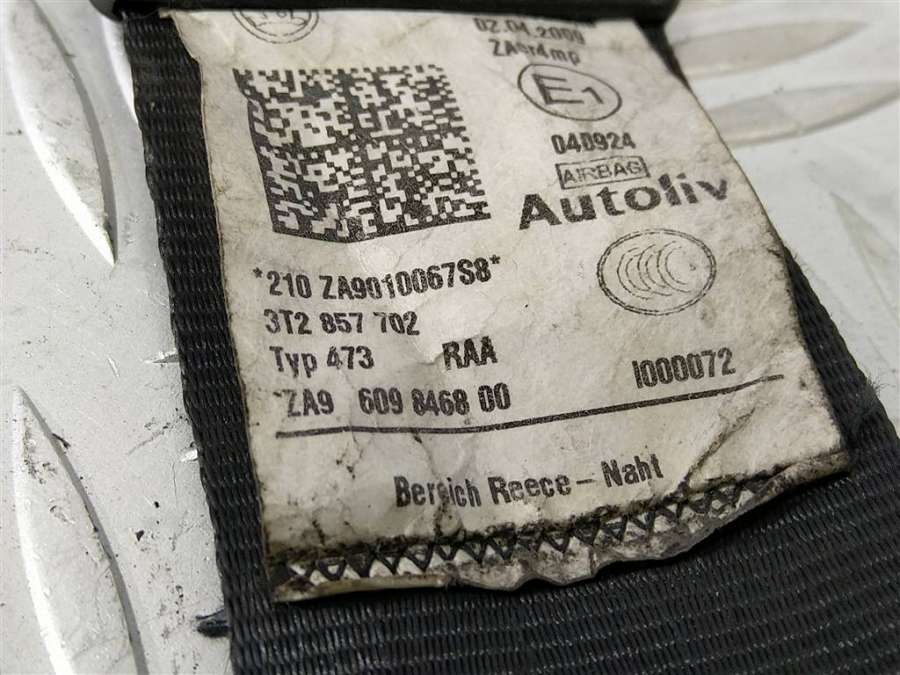 02.04.2009
ZAer4mp
E1
040924
AIRBAG
Autoliv
*210 ZA9010067S8*
3T2 857 702
Typ 473 RAA
*ZA9 609 8468 00
I000072
Bereich Reece - Naht